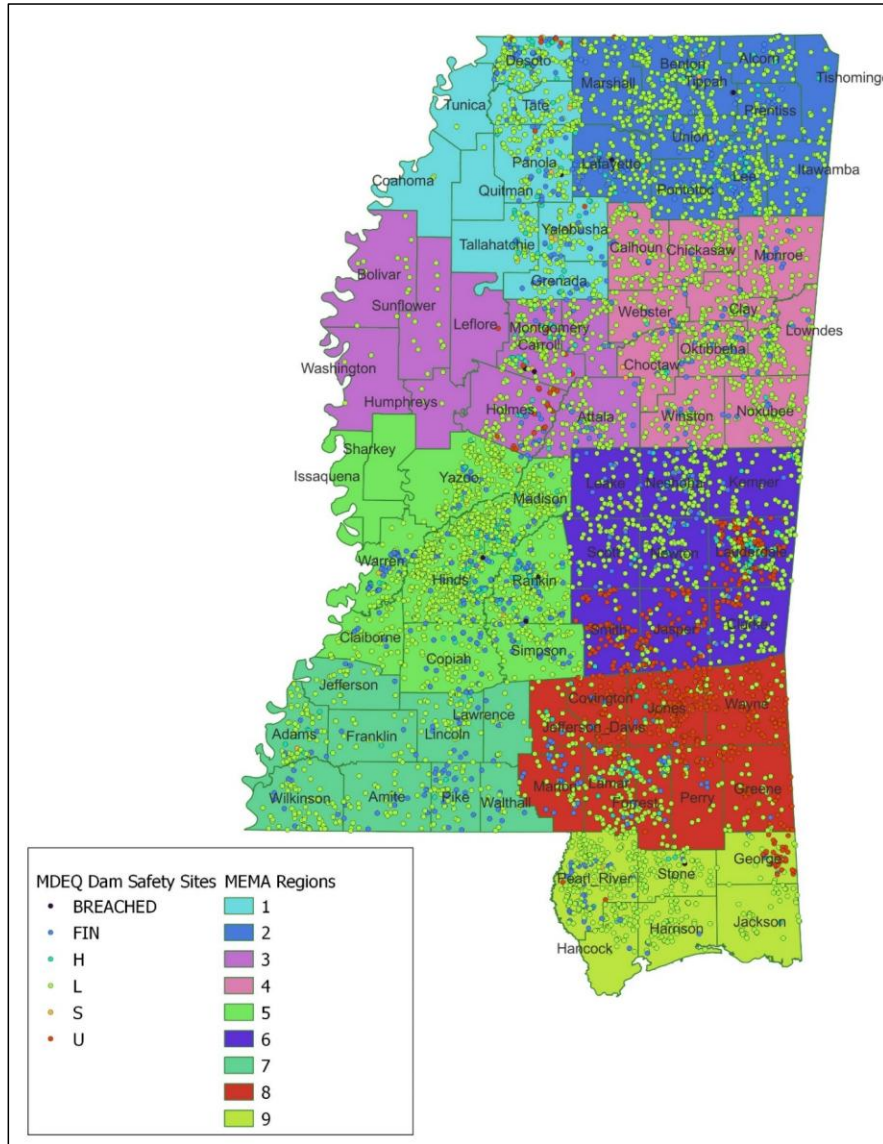 Desoto
Benton
Alcorn
Marshall
Tippah
Tishomingo
Tunica
Tate
Prentiss
Union
Panola
Lafayette
Lee
Itawamba
Coahoma
Quitman
Pontotoc
Yalabusha
Tallahatchie
Calhoun
Chickasaw
Monroe
Bolivar
Grenada
Sunflower
Webster
Clay
Leflore
Montgomery
Lowndes
Carroll
Oktibbeha
Washington
Choctaw
Humphreys
Holmes
Attala
Winston
Noxubee
Sharkey
Issaquena
Yazoo
Leake
Neshoba
Kemper
Madison
Warren
Scott
Newton
Lauderdale
Hinds
Rankin
Claiborne
Smith
Jasper
Clarke
Copiah
Simpson
Jefferson
Covington
Lawrence
Jones
Wayne
Adams
Franklin
Lincoln
Jefferson_Davis
Wilkinson
Amite
Pike
Walthall
Marion
Lamar
Forrest
Perry
Greene
George
Pearl_River
Stone
Hancock
Harrison
Jackson
MDEQ Dam Safety Sites
BREACHED
FIN
H
L
S
U
MEMA Regions
1
2
3
4
5
6
7
8
9